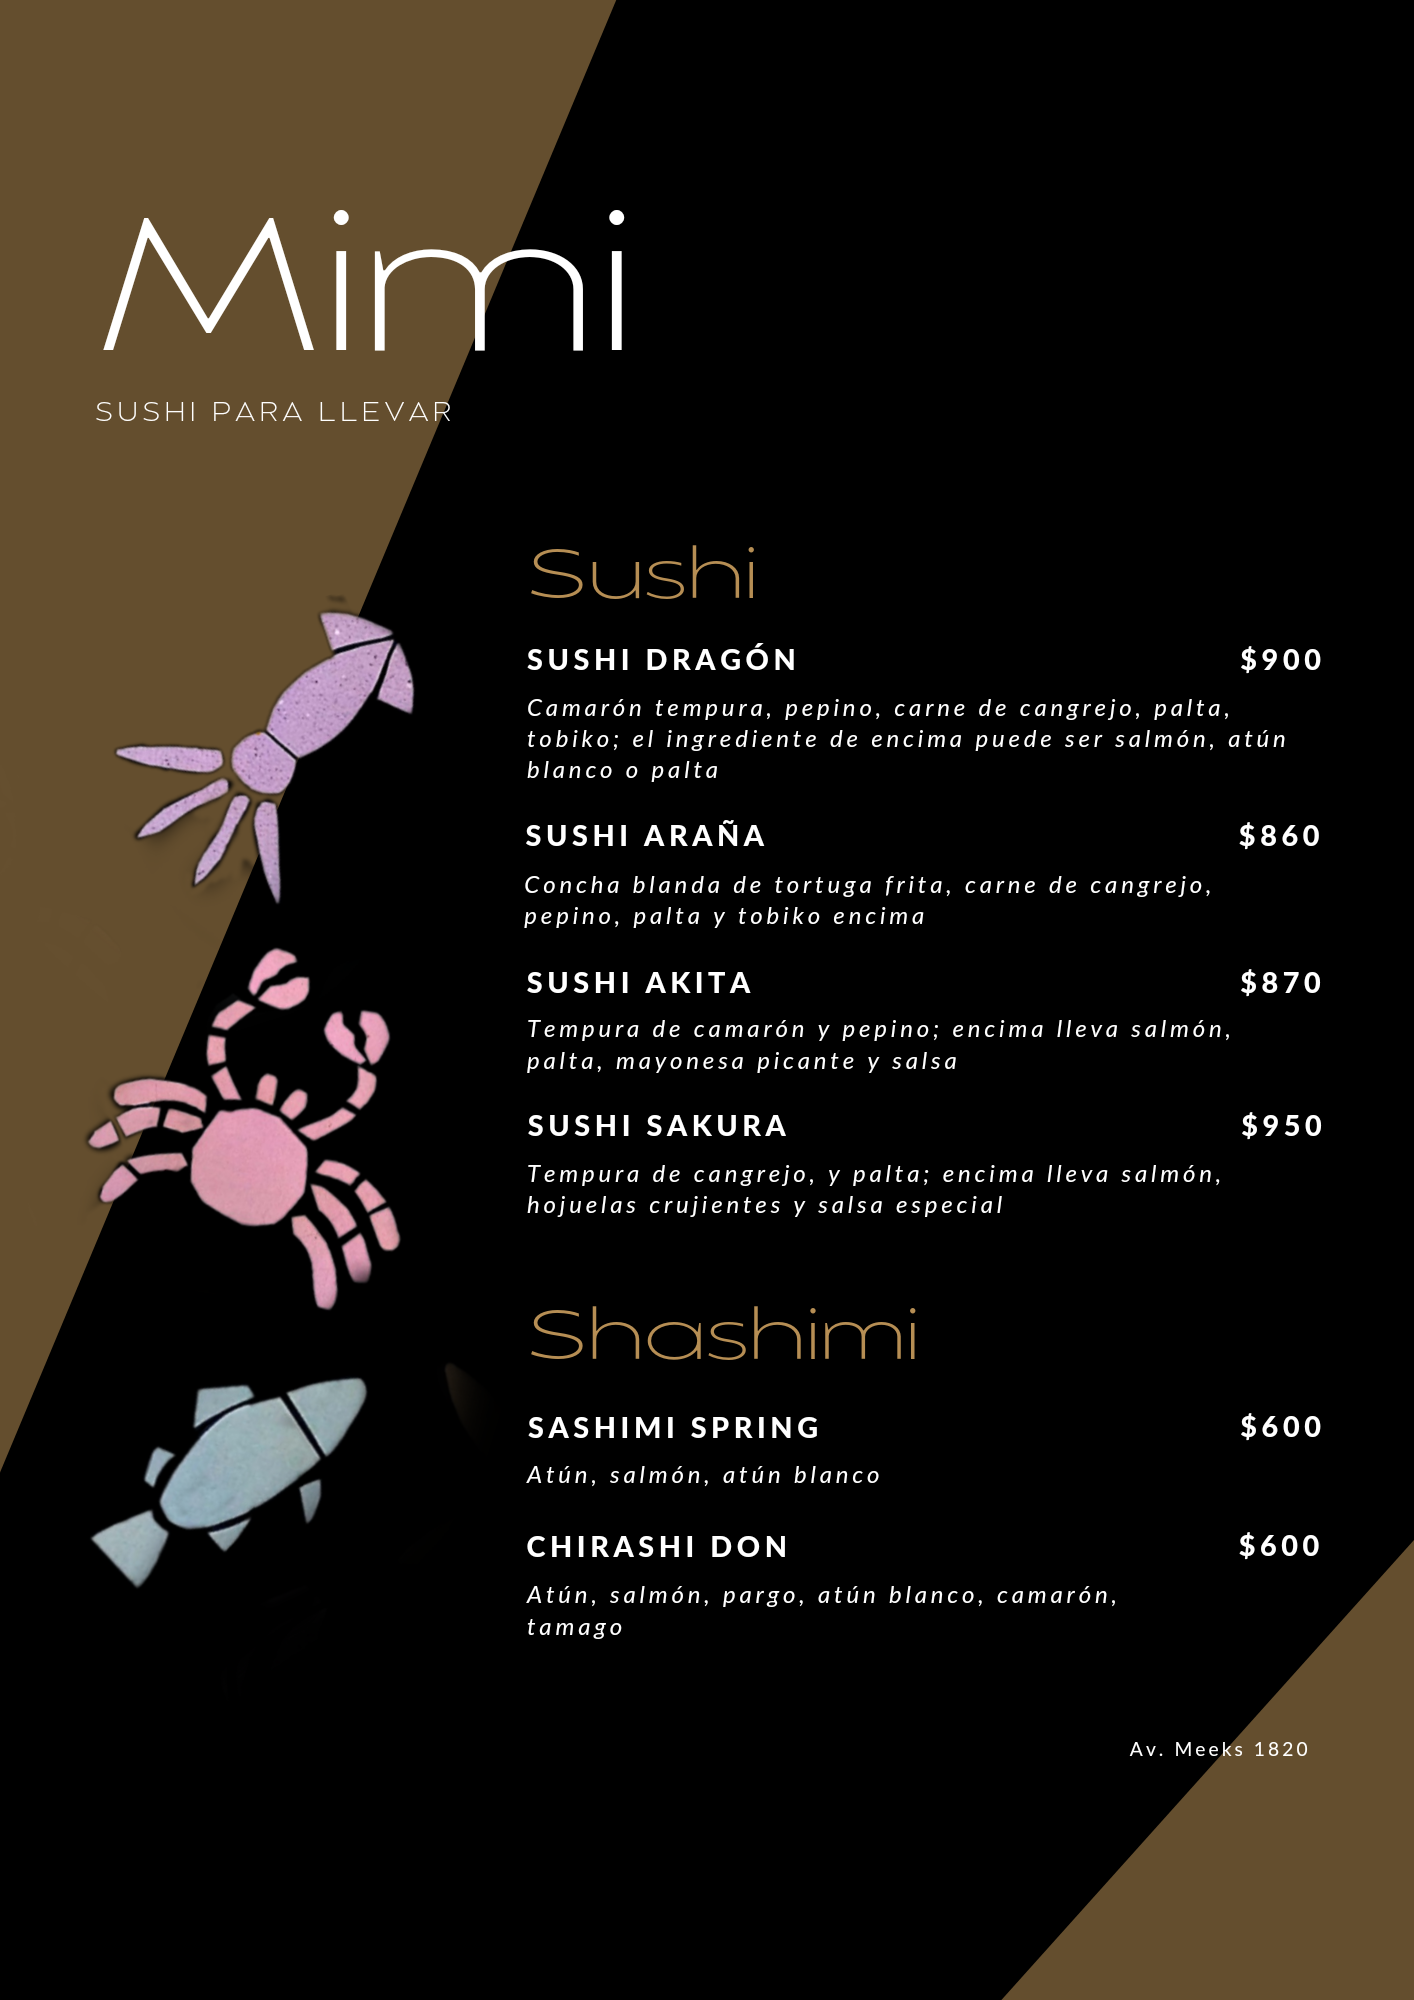 Mimi
SUSHI PARA LLEVAR
Sushi
SUSHI DRAGÓN $900
Camarón tempura, pepino, carne de cangrejo, palta,
tobiko; el ingrediente de encima puede ser salmón, atún
blanco o palta
SUSHI ARAÑA $860
Concha blanda de tortuga frita, carne de cangrejo,
pepino, palta y tobiko encima
SUSHI AKITA $870
Tempura de camarón y pepino; encima lleva salmón,
palta, mayonesa picante y salsa
SUSHI SAKURA $950
Tempura de cangrejo, y palta; encima lleva salmón,
hojuelas crujientes y salsa especial
Shashimi
SASHIMI SPRING $600
Atún, salmón, atún blanco
CHIRASHI DON $600
Atún, salmón, pargo, atún blanco, camarón,
tamago
Av. Meeks 1820